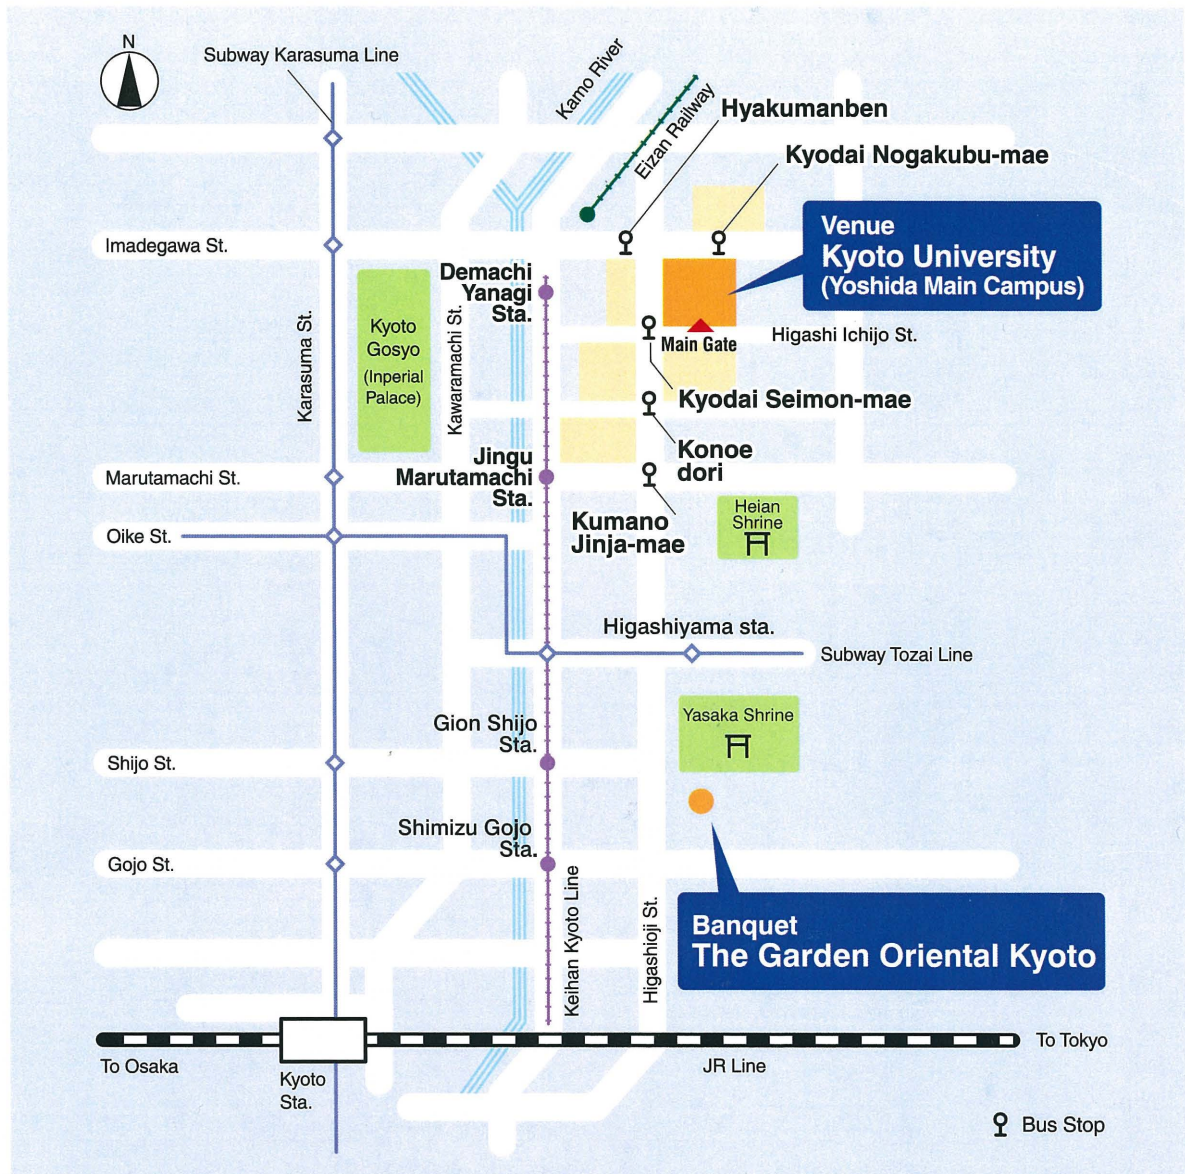 N
Subway Karasuma Line
Kamo River
Eizan Railway
Hyakumanben
Kyodai Nogakubu-mae
Venue
Kyoto University
(Yoshida Main Campus)
Imadegawa St.
Demachi
Yanagi
Sta.
Kyoto
Gosyo
(Inperial
Palace)
Karasuma St.
Kawaramachi St.
Main Gate
Higashi Ichijo St.
Kyodai Seimon-mae
Konoe
dori
Jingu
Marutamachi
Sta.
Marutamachi St.
Kumano
Jinja-mae
Heian
Shrine
Oike St.
Higashiyama sta.
Subway Tozai Line
Yasaka Shrine
Gion Shijo
Sta.
Shijo St.
Shimizu Gojo
Sta.
Gojo St.
Keihan Kyoto Line
Higashioji St.
Banquet
The Garden Oriental Kyoto
To Osaka
Kyoto
Sta.
JR Line
To Tokyo
Bus Stop